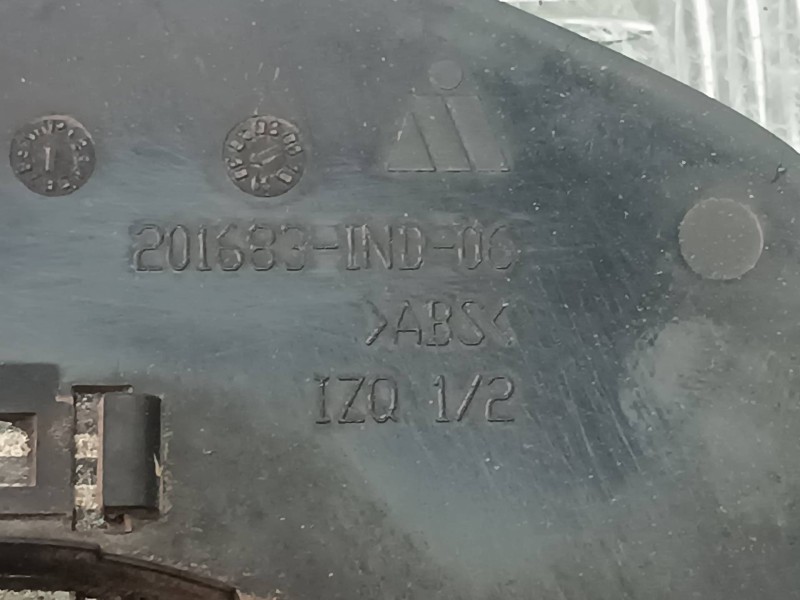 201683-IND-06
>ABS<
IZQ 1/2